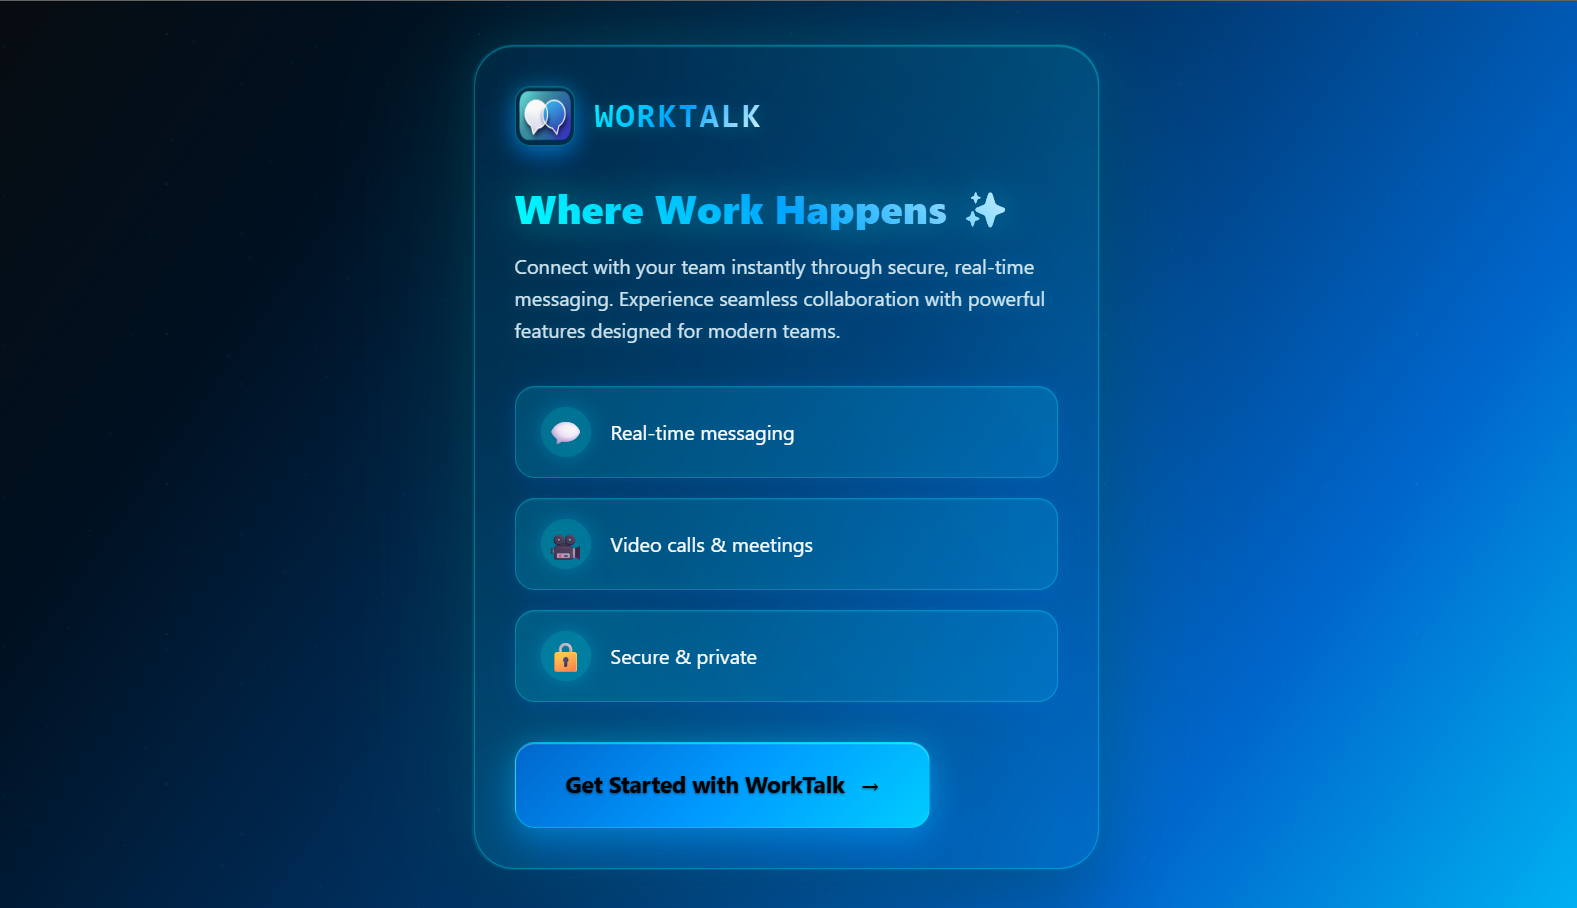 WORKTALK
Where Work Happens ✨
Connect with your team instantly through secure, real-time
messaging. Experience seamless collaboration with powerful
features designed for modern teams.
Real-time messaging
Video calls & meetings
Secure & private
Get Started with WorkTalk →